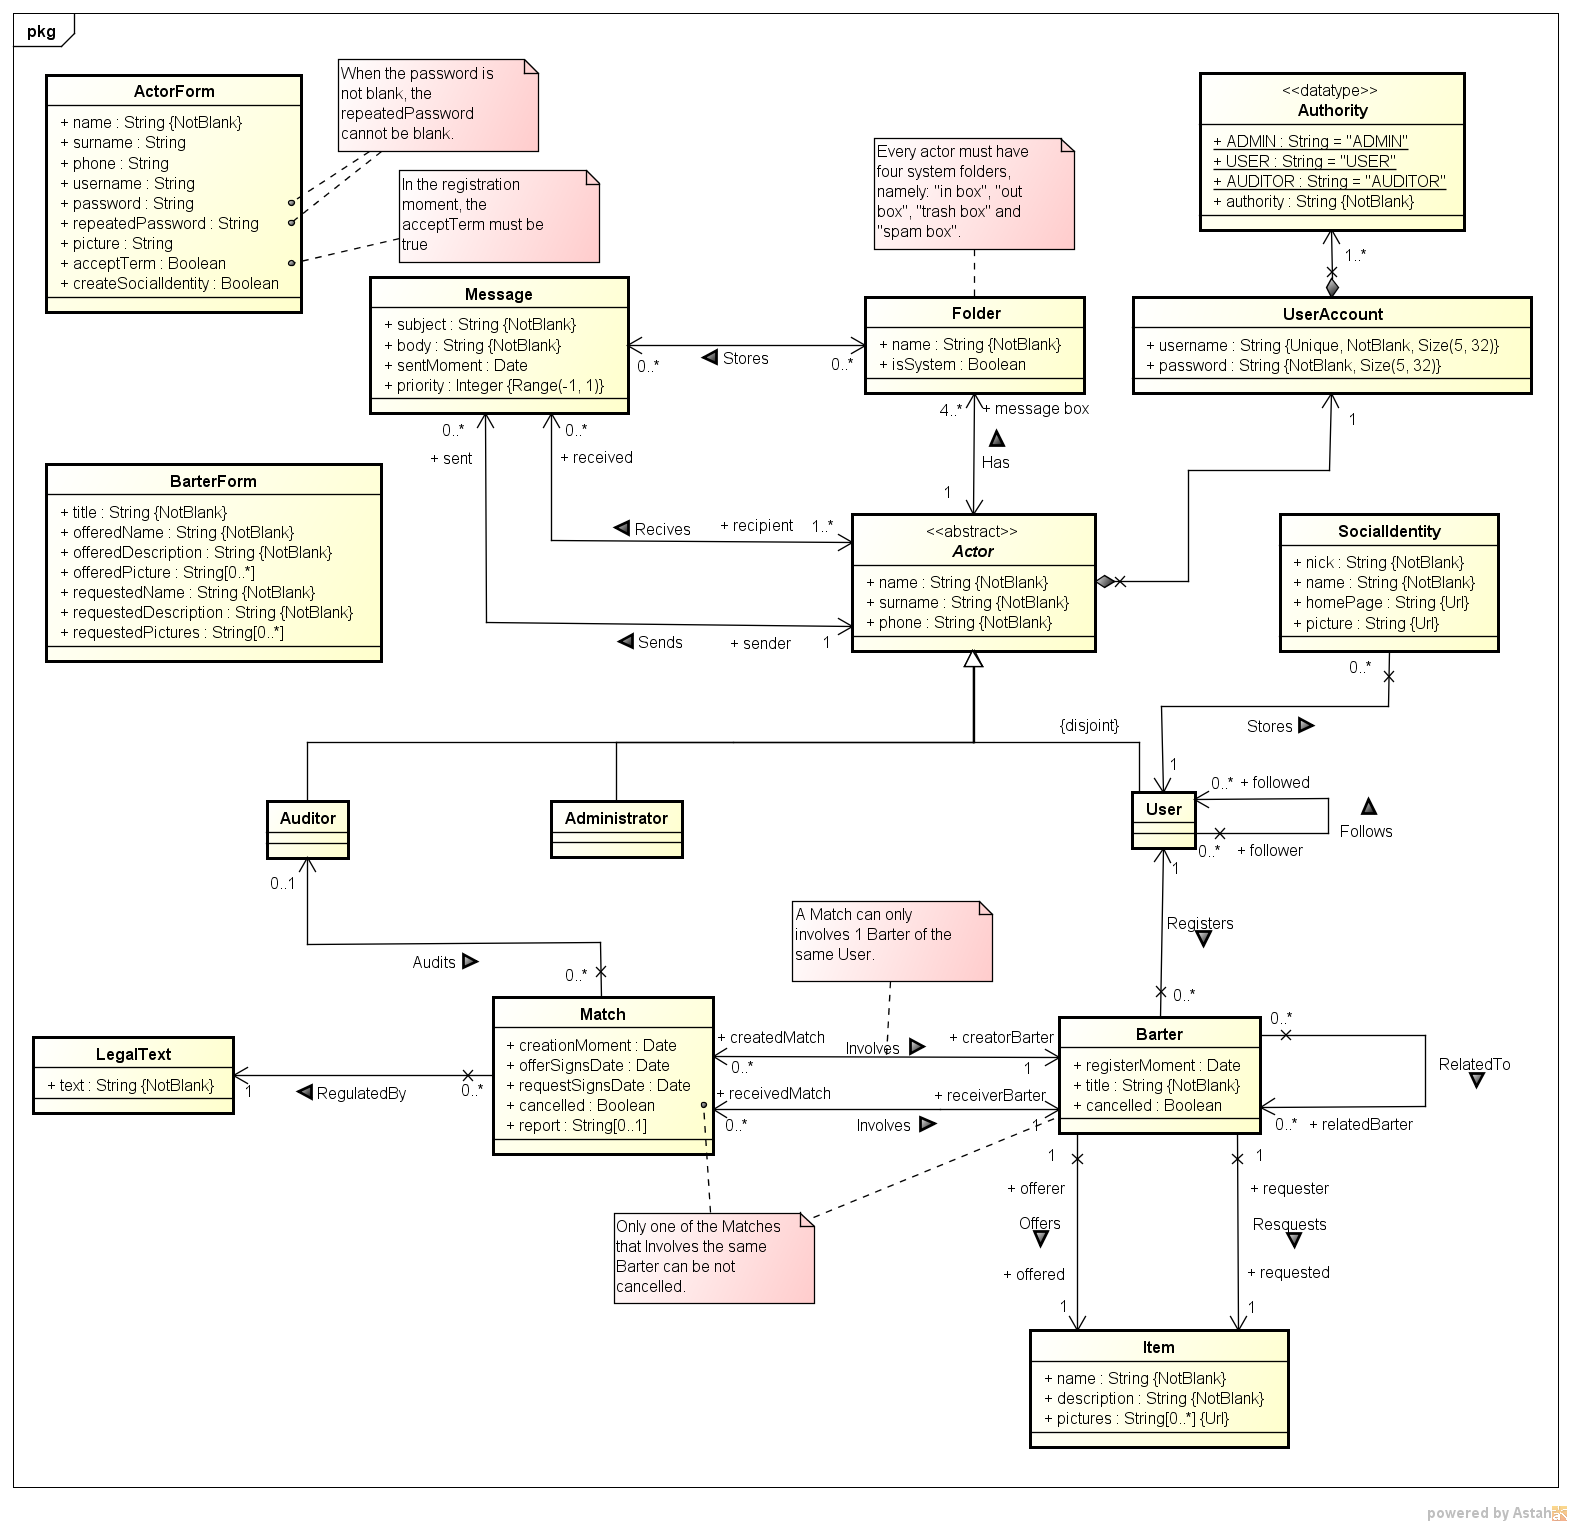 pkg
ActorForm
+ name : String {NotBlank}
+ surname : String
+ phone : String
+ username : String
+ password : String
+ repeatedPassword : String
+ picture : String
+ acceptTerm : Boolean
+ createSocialIdentity : Boolean
When the password is
not blank, the
repeatedPassword
cannot be blank.
In the registration
moment, the
acceptTerm must be
true
Every actor must have
four system folders,
namely: "in box", "out
box", "trash box" and
"spam box".
<<datatype>>
Authority
+ ADMIN : String = "ADMIN"
+ USER : String = "USER"
+ AUDITOR : String = "AUDITOR"
+ authority : String {NotBlank}
1..*
Message
+ subject : String {NotBlank}
+ body : String {NotBlank}
+ sentMoment : Date
+ priority : Integer {Range(-1, 1)}
0..*
Stores
0..*
Folder
+ name : String {NotBlank}
+ isSystem : Boolean
UserAccount
+ username : String {Unique, NotBlank, Size(5, 32)}
+ password : String {NotBlank, Size(5, 32)}
4..*
+ message box
Has
1
1
0..*
+ sent
0..*
+ received
BarterForm
+ title : String {NotBlank}
+ offeredName : String {NotBlank}
+ offeredDescription : String {NotBlank}
+ offeredPicture : String[0..*]
+ requestedName : String {NotBlank}
+ requestedDescription : String {NotBlank}
+ requestedPictures : String[0..*]
Recives
+ recipient
1..*
Sends
+ sender
1
<<abstract>>
Actor
+ name : String {NotBlank}
+ surname : String {NotBlank}
+ phone : String {NotBlank}
SocialIdentity
+ nick : String {NotBlank}
+ name : String {NotBlank}
+ homePage : String {Url}
+ picture : String {Url}
0..*
Stores
1
{disjoint}
Auditor
Administrator
User
0..*
+ followed
Follows
0..*
+ follower
0..1
Audits
0..*
1
Registers
0..*
A Match can only
involves 1 Barter of the
same User.
LegalText
+ text : String {NotBlank}
1
RegulatedBy
0..*
Match
+ creationMoment : Date
+ offerSignsDate : Date
+ requestSignsDate : Date
+ cancelled : Boolean
+ report : String[0..1]
+ createdMatch
0..*
Involves
+ creatorBarter
1
+ receivedMatch
0..*
Involves
+ receiverBarter
1
Barter
+ registerMoment : Date
+ title : String {NotBlank}
+ cancelled : Boolean
0..*
RelatedTo
0..*
+ relatedBarter
Only one of the Matches
that Involves the same
Barter can be not
cancelled.
1
+ offerer
Offers
+ offered
1
1
+ requester
Resquests
+ requested
1
Item
+ name : String {NotBlank}
+ description : String {NotBlank}
+ pictures : String[0..*] {Url}
powered by Astah